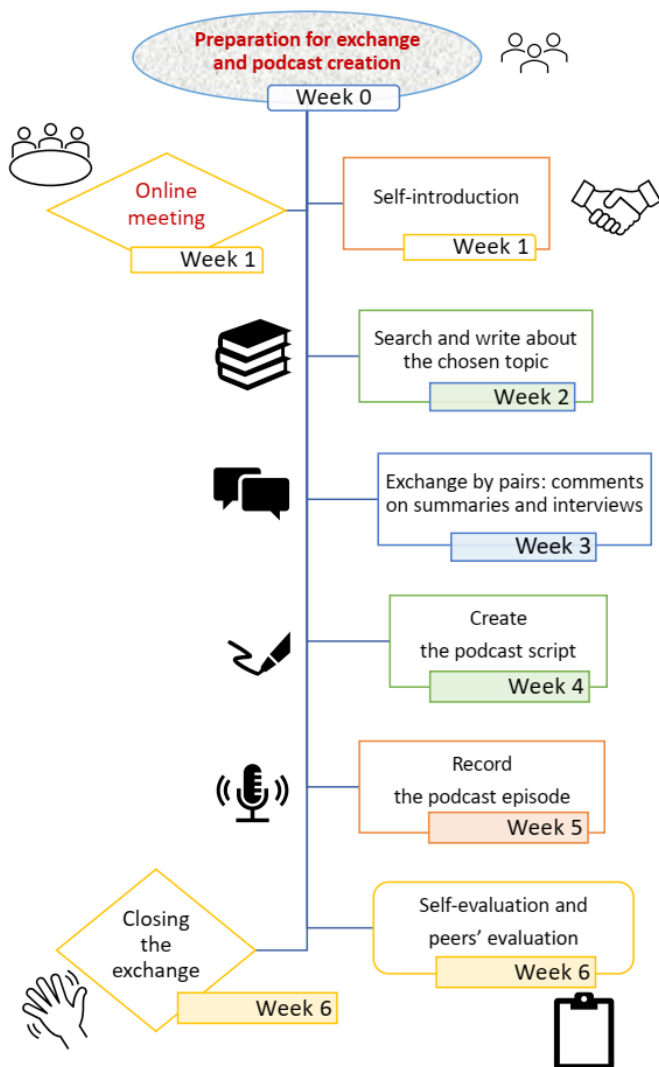 Preparation for exchange
and podcast creation
Week 0
Online
meeting
Week 1
Self-introduction
Week 1
Search and write about
the chosen topic
Week 2
Exchange by pairs: comments
on summaries and interviews
Week 3
Create
the podcast script
Week 4
Record
the podcast episode
Week 5
Closing
the
exchange
Week 6
Self-evaluation and
peers’ evaluation
Week 6